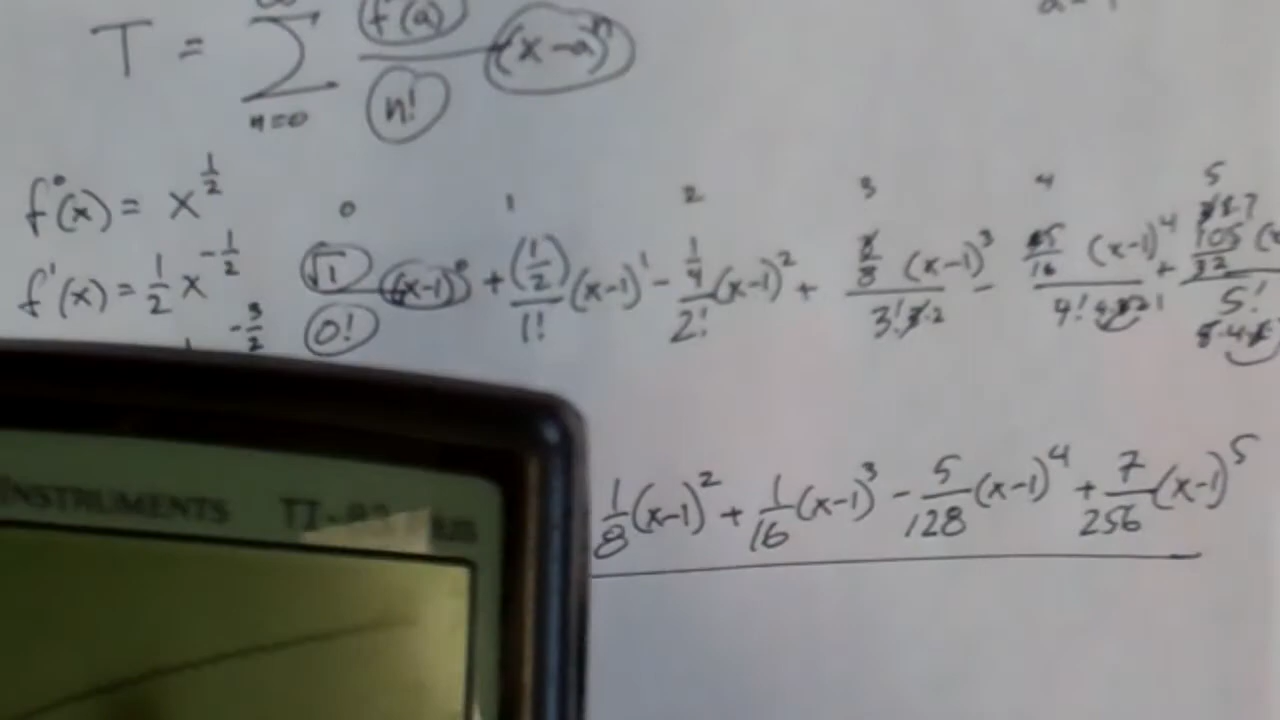 T = ∑ n=0 ∞ f(a) / n! (x-a)^n
f⁰(x) = x^(1/2)
0 1 2 3 4 5
f'(x) = 1/2 x^(-1/2)
√1 (x-1)⁰ / 0! + (1/2) / 1! (x-1)¹ - 1/4 / 2! (x-1)² + 3/8 (x-1)³ / 3! 3·2 - 15/16 (x-1)⁴ / 4! + 105/32 / 5!
-3/2
1/8 (x-1)² + 1/16 (x-1)³ - 5/128 (x-1)⁴ + 7/256 (x-1)⁵
INSTRUMENTS